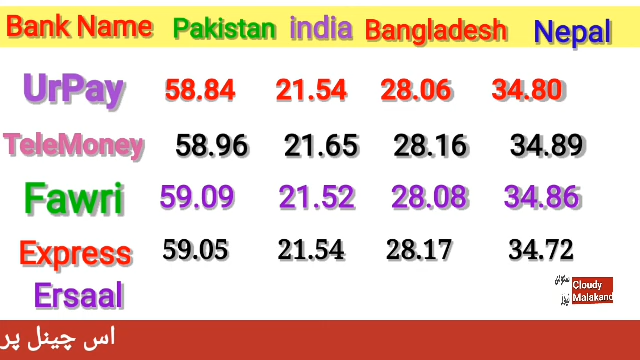 Bank Name Pakistan india Bangladesh Nepal
UrPay 58.84 21.54 28.06 34.80
TeleMoney 58.96 21.65 28.16 34.89
Fawri 59.09 21.52 28.08 34.86
Express 59.05 21.54 28.17 34.72
Ersaal
Cloudy
Malakand
اس چینل پر